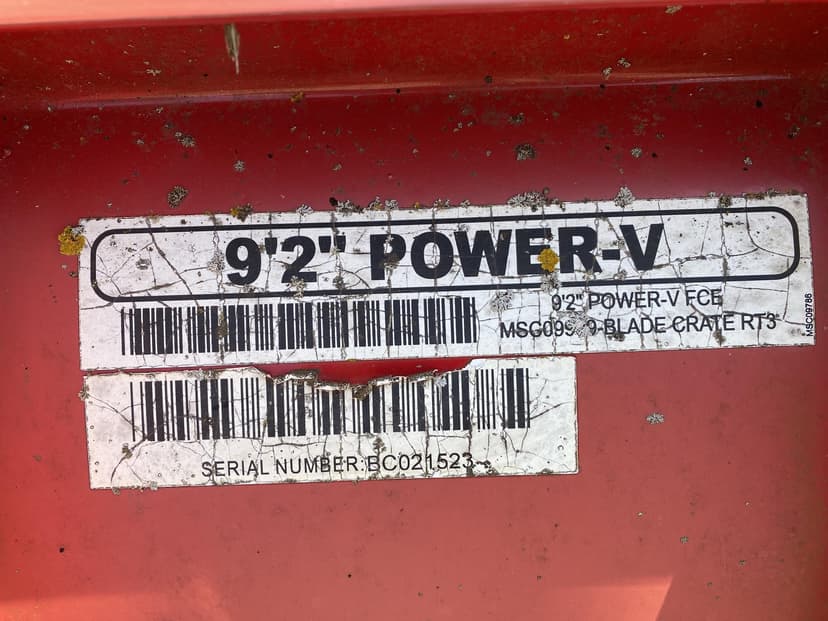 9'2" POWER-V
9'2" POWER-V FCE
BLADE CRATE RT3
MSC09786
SERIAL NUMBER:BC021523